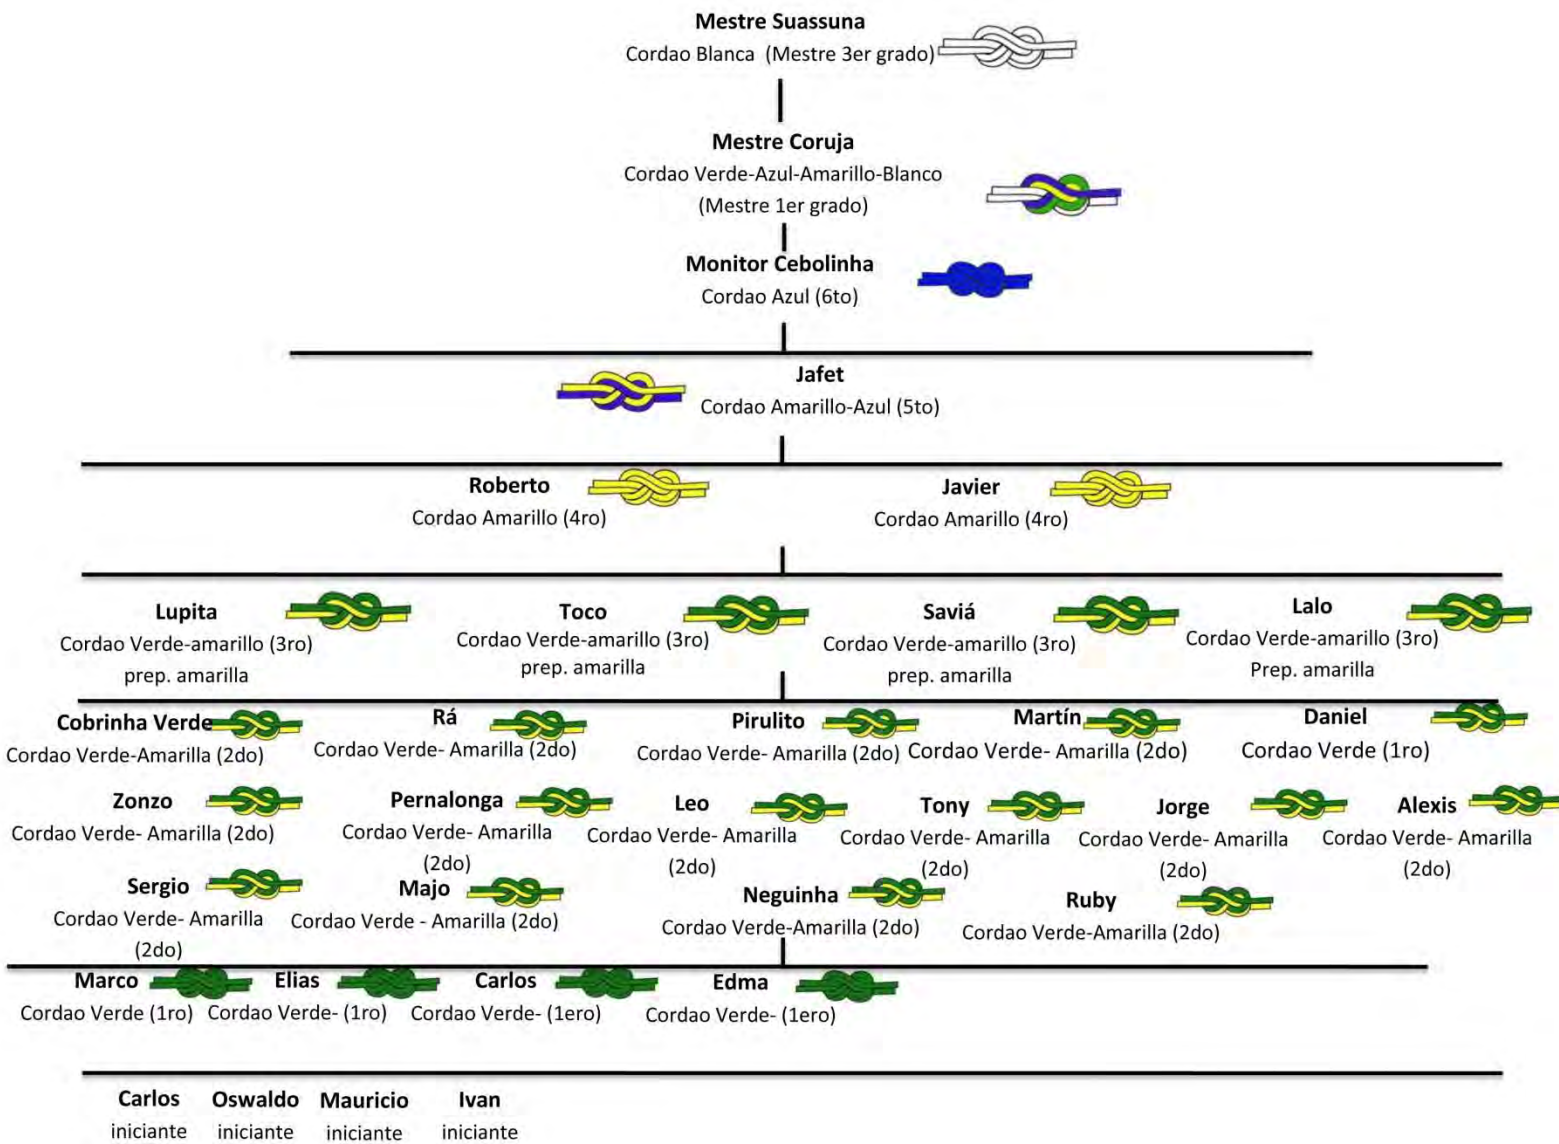 Mestre Suassuna
Cordao Blanca (Mestre 3er grado)
Mestre Coruja
Cordao Verde-Azul-Amarillo-Blanco
(Mestre 1er grado)
Monitor Cebolinha
Cordao Azul (6to)
Jafet
Cordao Amarillo-Azul (5to)
Roberto
Cordao Amarillo (4ro)
Javier
Cordao Amarillo (4ro)
Lupita
Cordao Verde-amarillo (3ro)
prep. amarilla
Toco
Cordao Verde-amarillo (3ro)
prep. amarilla
Saviá
Cordao Verde-amarillo (3ro)
prep. amarilla
Lalo
Cordao Verde-amarillo (3ro)
Prep. amarilla
Cobrinha Verde
Cordao Verde-Amarilla (2do)
Rá
Cordao Verde- Amarilla (2do)
Pirulito
Cordao Verde- Amarilla (2do)
Martín
Cordao Verde- Amarilla (2do)
Daniel
Cordao Verde (1ro)
Zonzo
Cordao Verde- Amarilla (2do)
Pernalonga
Cordao Verde- Amarilla
(2do)
Leo
Cordao Verde- Amarilla
(2do)
Tony
Cordao Verde- Amarilla
(2do)
Jorge
Cordao Verde- Amarilla
(2do)
Alexis
Cordao Verde- Amarilla
(2do)
Sergio
Cordao Verde- Amarilla
(2do)
Majo
Cordao Verde - Amarilla (2do)
Neguinha
Cordao Verde-Amarilla (2do)
Ruby
Cordao Verde-Amarilla (2do)
Marco
Cordao Verde (1ro)
Elias
Cordao Verde- (1ro)
Carlos
Cordao Verde- (1ero)
Edma
Cordao Verde- (1ero)
Carlos
iniciante
Oswaldo
iniciante
Mauricio
iniciante
Ivan
iniciante